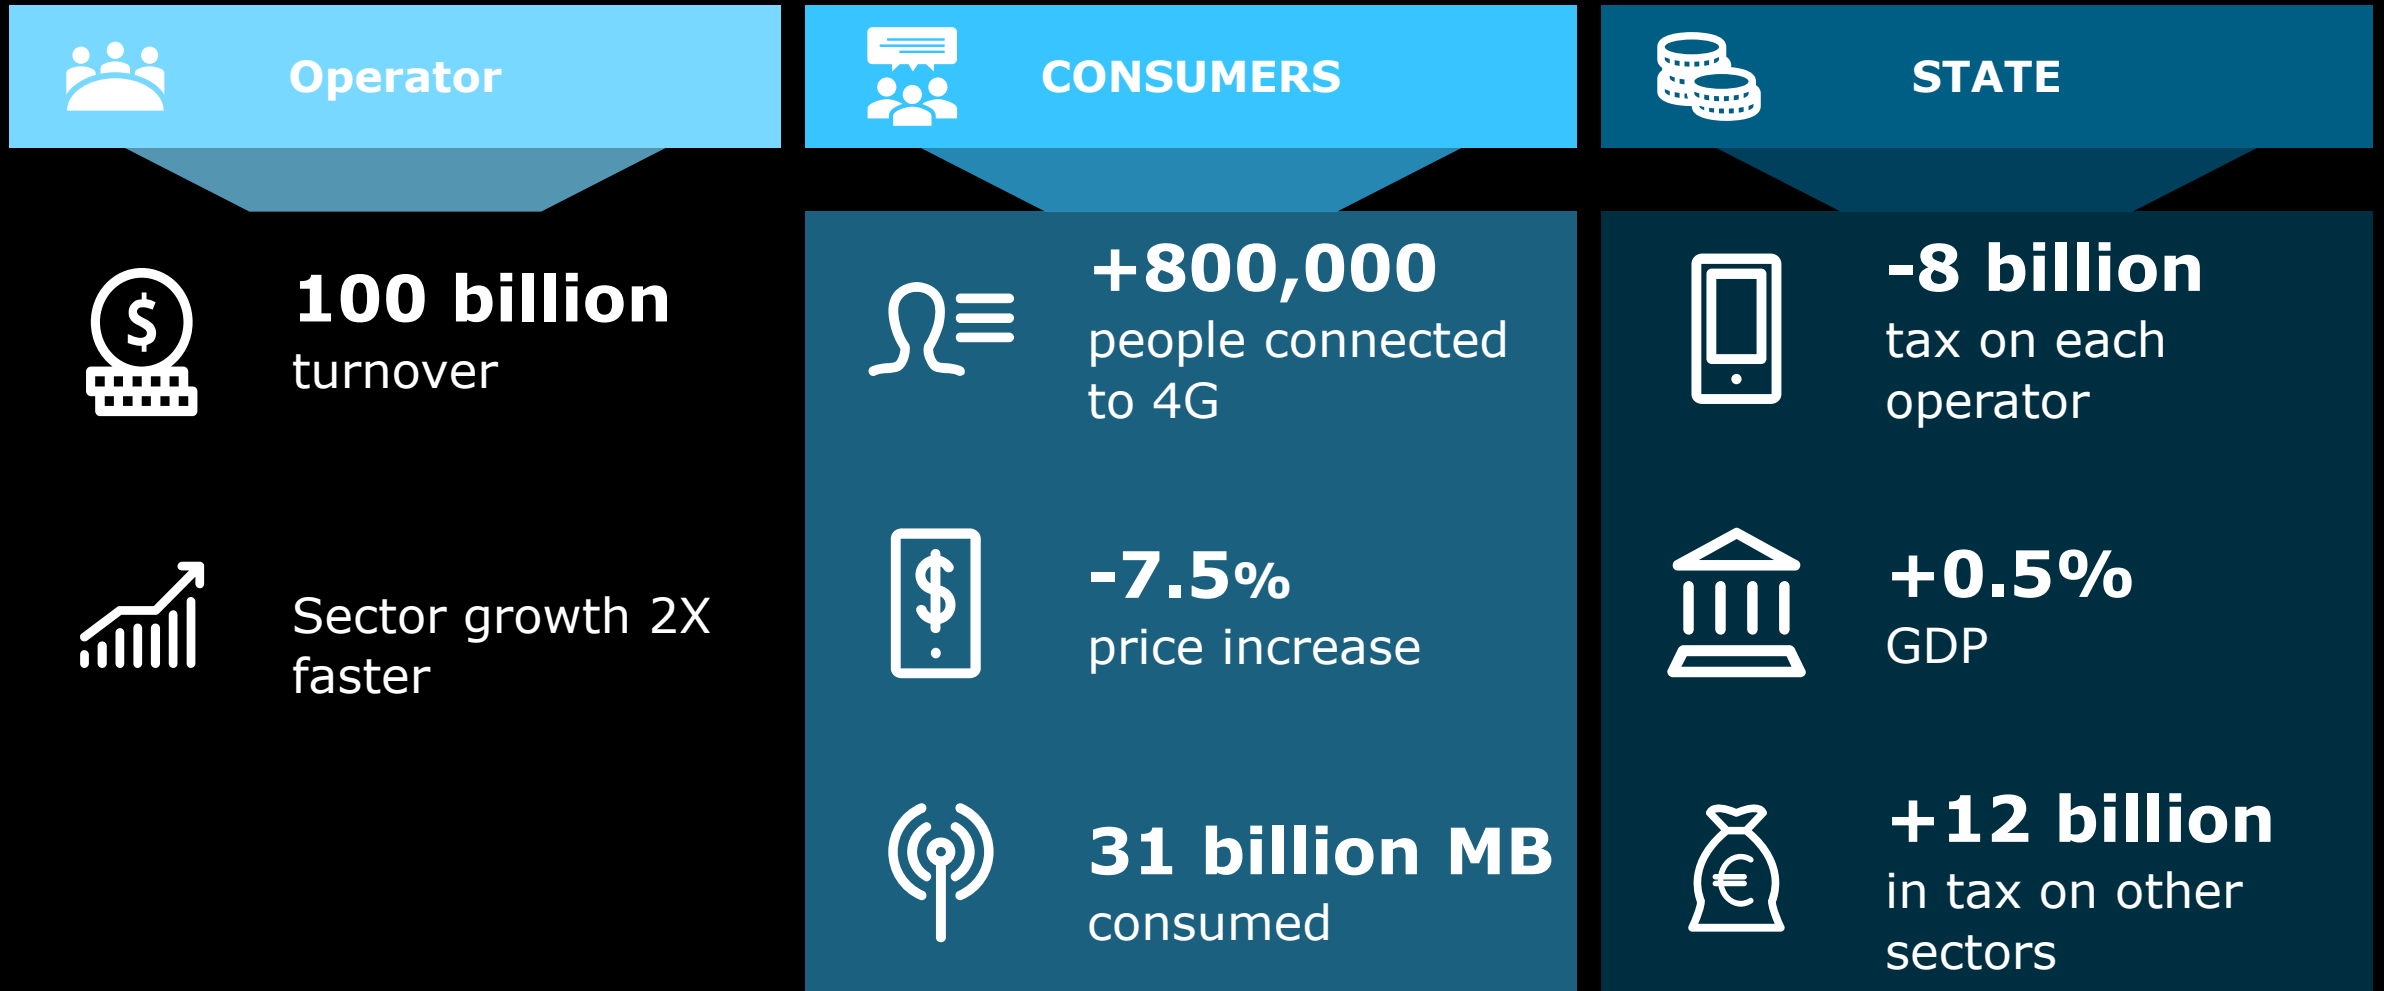 Operator
100 billion
turnover
Sector growth 2X
faster
CONSUMERS
+800,000
people connected
to 4G
-7.5%
price increase
31 billion MB
consumed
STATE
-8 billion
tax on each
operator
+0.5%
GDP
+12 billion
in tax on other
sectors